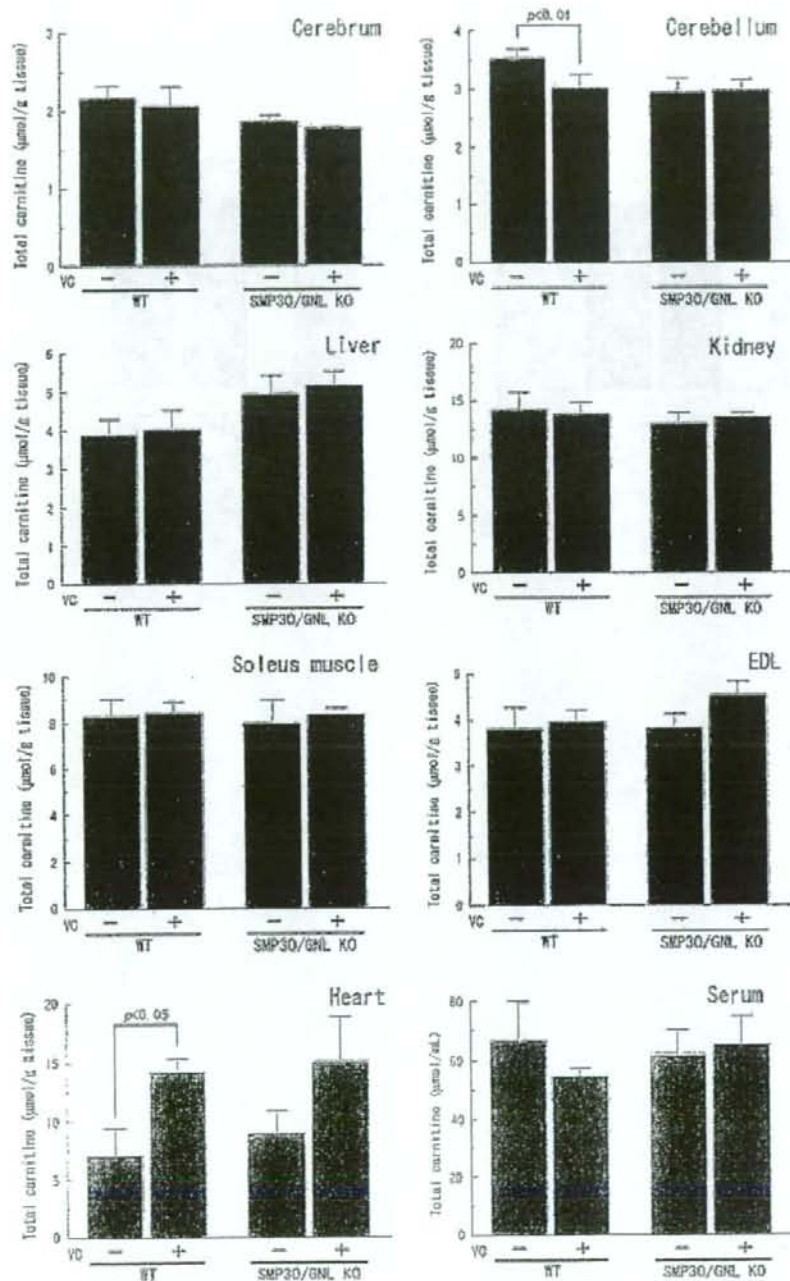 Cerebrum
Total carnitine (μmol/g tissue)
3
2
1
0
VC − + − +
WT SMP30/GNL KO
Cerebellum
p<0.01
Total carnitine (μmol/g tissue)
4
3
2
1
0
− + − +
WT SMP30/GNL KO
Liver
Total carnitine (μmol/g tissue)
6
5
4
3
2
1
0
VC − + − +
WT SMP30/GNL KO
Kidney
Total carnitine (μmol/g tissue)
20
15
10
5
0
− + − +
WT SMP30/GNL KO
Soleus muscle
Total carnitine (μmol/g tissue)
10
8
6
4
2
0
VC − + − +
WT SMP30/GNL KO
EDL
Total carnitine (μmol/g tissue)
5
4
3
2
1
0
− + − +
WT SMP30/GNL KO
Heart
p<0.05
Total carnitine (μmol/g tissue)
20
15
10
5
0
VC − + − +
WT SMP30/GNL KO
Serum
Total carnitine (μmol/mL)
80
60
40
20
0
− + − +
WT SMP30/GNL KO